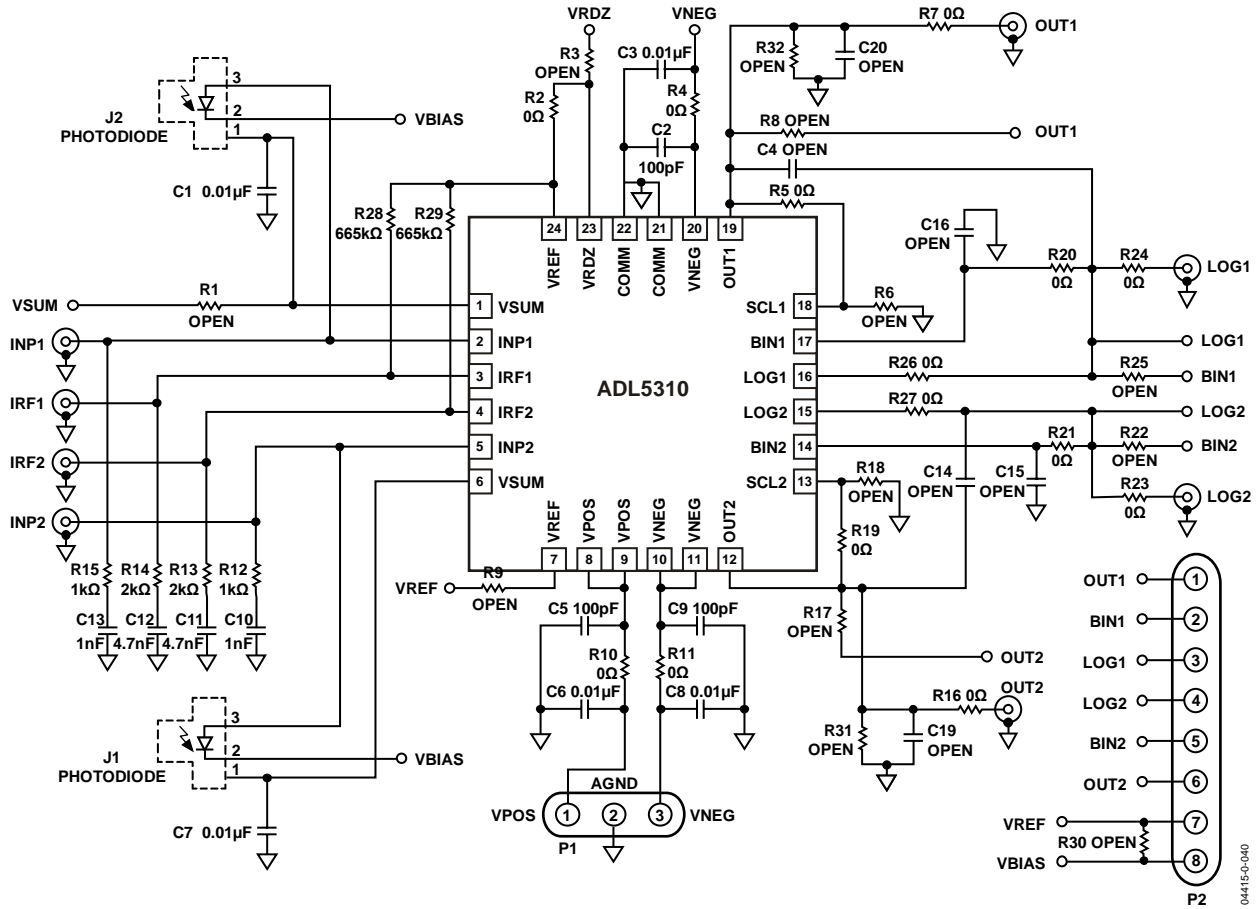 VRDZ
VNEG
R7 0Ω
OUT1
R3
OPEN
C3 0.01µF
R32
OPEN
C20
OPEN
3
J2
PHOTODIODE
2
VBIAS
1
R2
0Ω
R4
0Ω
C2
100pF
R8 OPEN
OUT1
C4 OPEN
C1 0.01µF
R5 0Ω
R28
665kΩ
R29
665kΩ
C16
OPEN
24
23
22
21
20
19
VREF
VRDZ
COMM
COMM
VNEG
OUT1
R20
0Ω
R24
0Ω
LOG1
VSUM
R1
OPEN
1
VSUM
SCL1
18
R6
OPEN
INP1
2
INP1
BIN1
17
LOG1
3
IRF1
LOG1
16
R26 0Ω
R25
OPEN
BIN1
IRF1
ADL5310
4
IRF2
LOG2
15
R27 0Ω
LOG2
5
INP2
BIN2
14
R21
0Ω
R22
OPEN
BIN2
IRF2
6
VSUM
SCL2
13
R18
OPEN
C14
OPEN
C15
OPEN
R23
0Ω
LOG2
INP2
VREF
VPOS
VPOS
VNEG
VNEG
OUT2
7
8
9
10
11
12
R19
0Ω
R15
1kΩ
R14
2kΩ
R13
2kΩ
R12
1kΩ
VREF
R9
OPEN
C13
1nF
C12
4.7nF
C11
4.7nF
C10
1nF
C5 100pF
C9 100pF
R17
OPEN
R10
0Ω
R11
0Ω
OUT2
C6 0.01µF
C8 0.01µF
R16 0Ω
OUT2
R31
OPEN
C19
OPEN
3
J1
PHOTODIODE
2
VBIAS
1
C7 0.01µF
AGND
VPOS
1
2
3
VNEG
P1
OUT1
1
BIN1
2
LOG1
3
LOG2
4
BIN2
5
OUT2
6
VREF
7
R30 OPEN
VBIAS
8
P2
04415-0-040